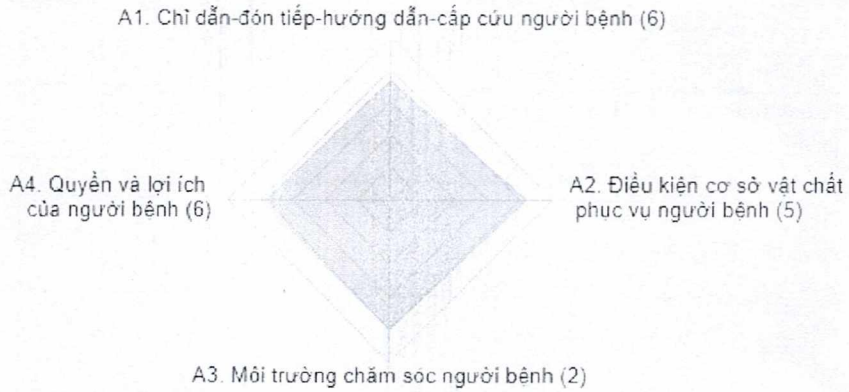 A1. Chỉ dẫn-đón tiếp-hướng dẫn-cấp cứu người bệnh (6)
A4. Quyền và lợi ích
của người bệnh (6)
A2. Điều kiện cơ sở vật chất
phục vụ người bệnh (5)
A3. Môi trường chăm sóc người bệnh (2)